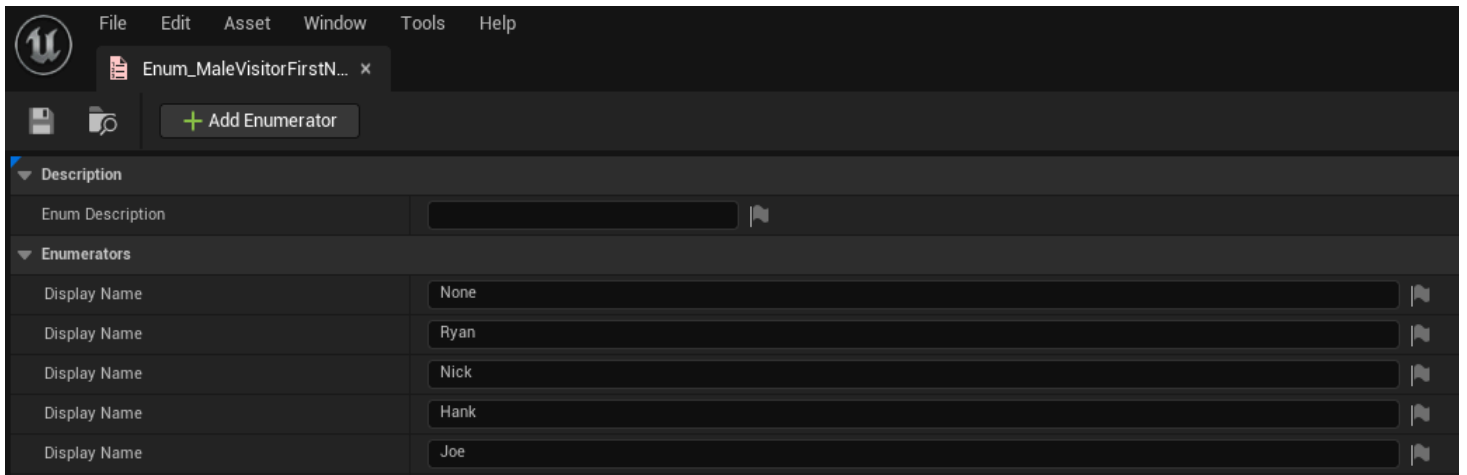 File Edit Asset Window Tools Help
Enum_MaleVisitorFirstN... ×
Add Enumerator
Description
Enum Description
Enumerators
Display Name None
Display Name Ryan
Display Name Nick
Display Name Hank
Display Name Joe